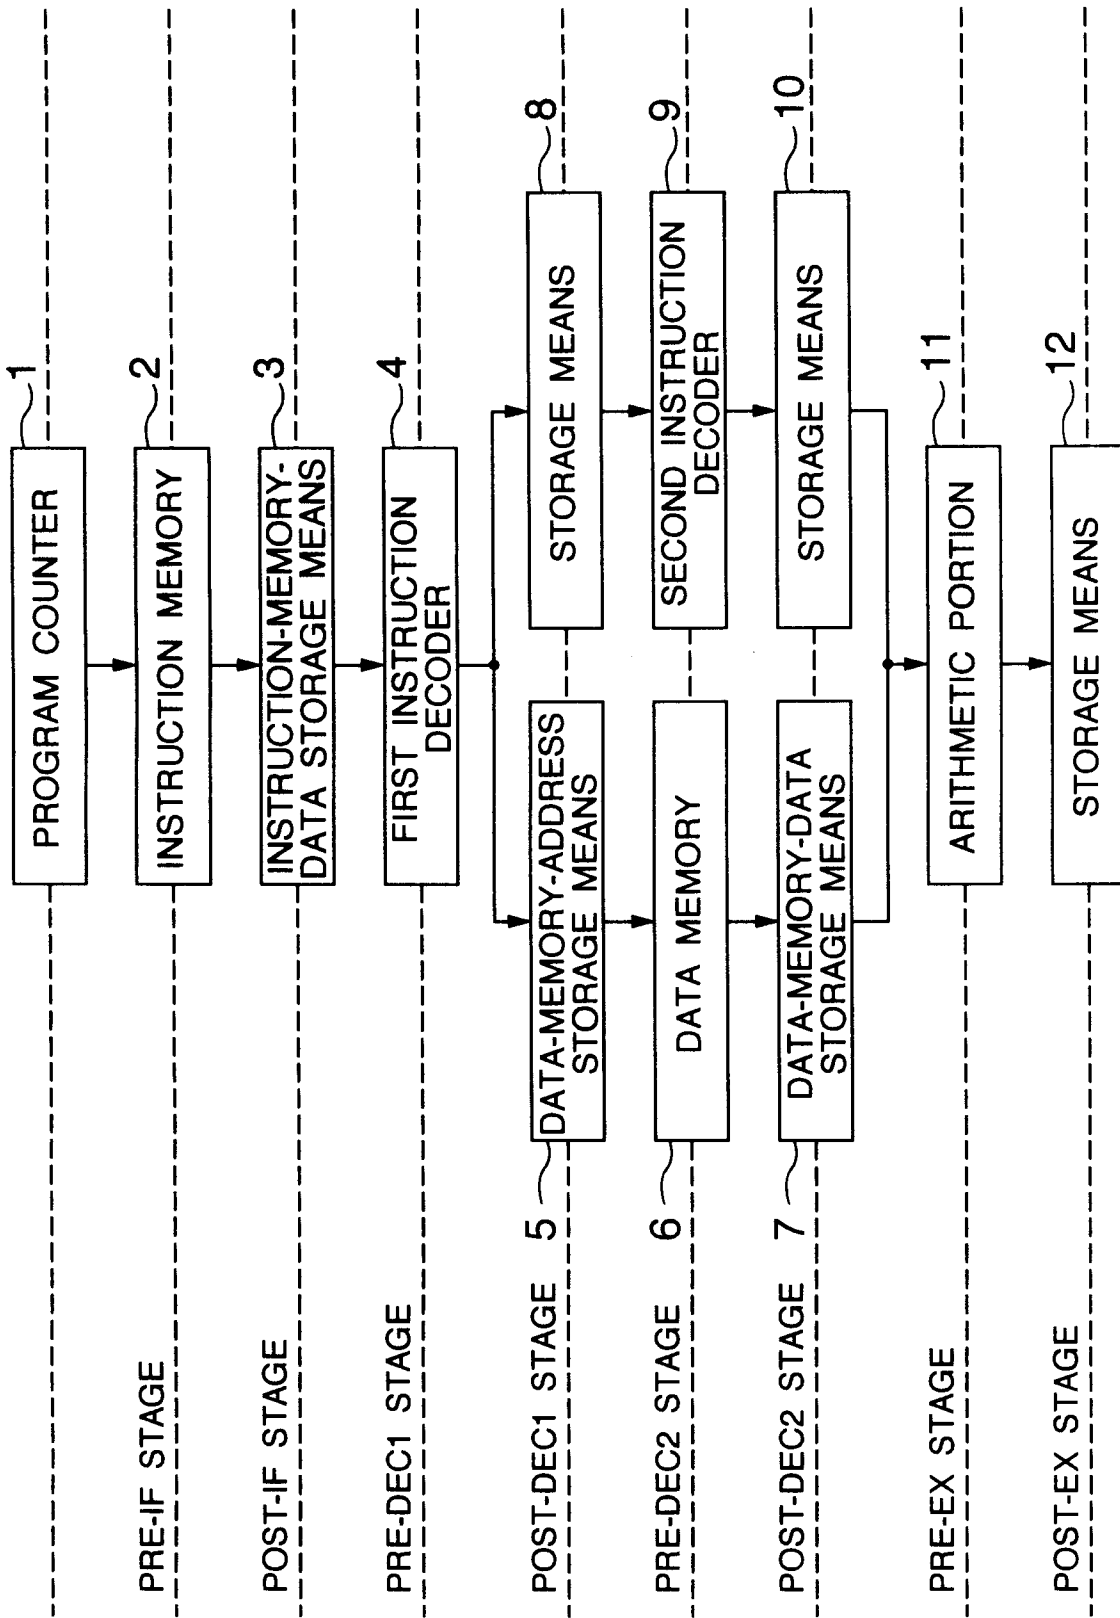 1
PROGRAM COUNTER
PRE-IF STAGE
2
INSTRUCTION MEMORY
POST-IF STAGE
3
INSTRUCTION-MEMORY-
DATA STORAGE MEANS
PRE-DEC1 STAGE
4
FIRST INSTRUCTION
DECODER
POST-DEC1 STAGE
5
DATA-MEMORY-ADDRESS
STORAGE MEANS
8
STORAGE MEANS
PRE-DEC2 STAGE
6
DATA MEMORY
9
SECOND INSTRUCTION
DECODER
POST-DEC2 STAGE
7
DATA-MEMORY-DATA
STORAGE MEANS
10
STORAGE MEANS
PRE-EX STAGE
11
ARITHMETIC PORTION
POST-EX STAGE
12
STORAGE MEANS